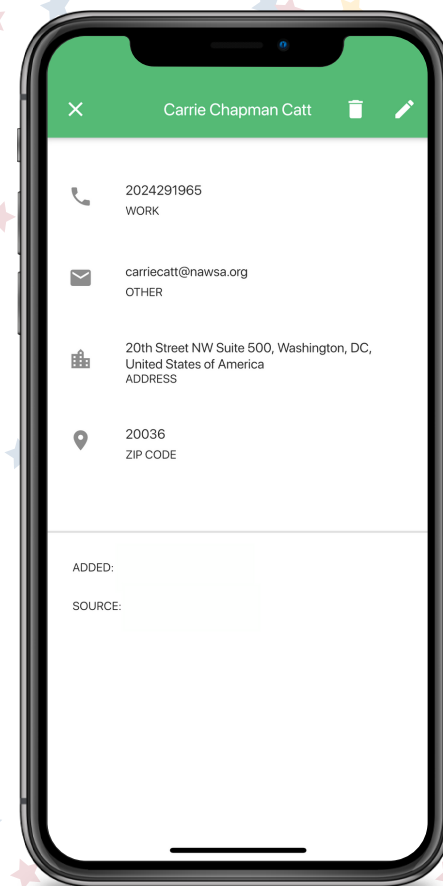 Carrie Chapman Catt
2024291965
WORK
carriecatt@nawsa.org
OTHER
20th Street NW Suite 500, Washington, DC,
United States of America
ADDRESS
20036
ZIP CODE
ADDED:
SOURCE: